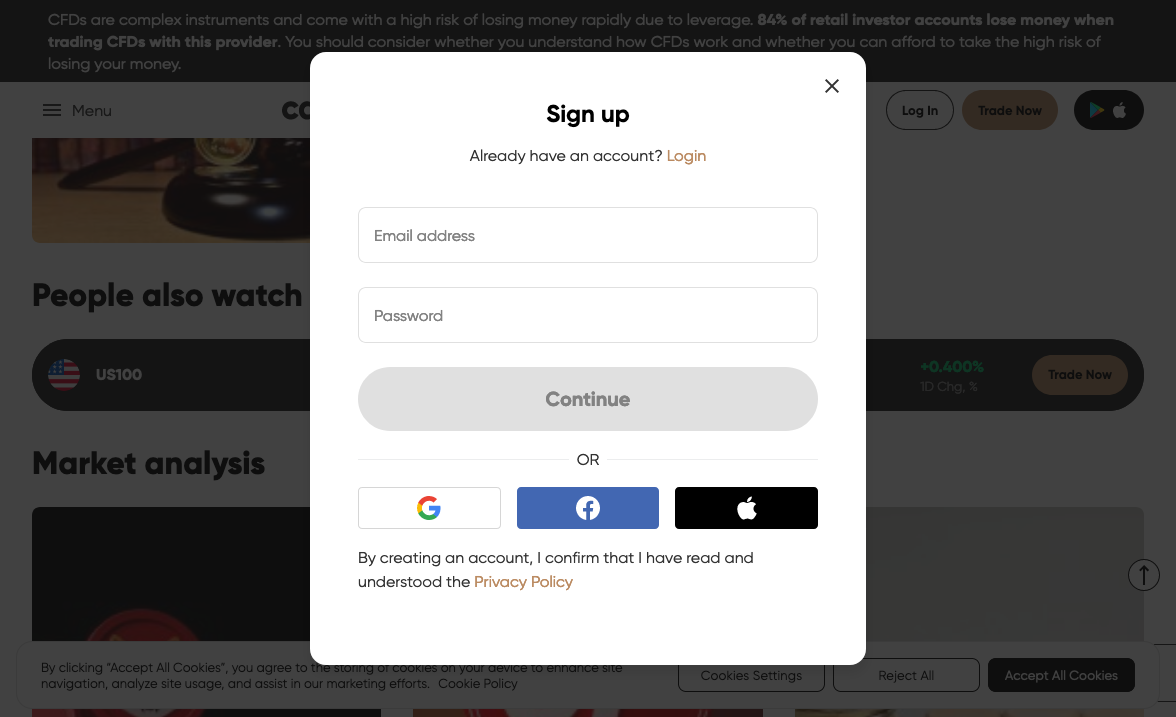 CFDs are complex instruments and come with a high risk of losing money rapidly due to leverage. 84% of retail investor accounts lose money when
trading CFDs with this provider. You should consider whether you understand how CFDs work and whether you can afford to take the high risk of
losing your money.
Menu
Log In
Trade Now
Sign up
Already have an account? Login
Email address
Password
Continue
OR
By creating an account, I confirm that I have read and
understood the Privacy Policy
People also watch
US100
+0.400%
1D Chg, %
Trade Now
Market analysis
By clicking "Accept All Cookies", you agree to the storing of cookies on your device to enhance site
navigation, analyze site usage, and assist in our marketing efforts. Cookie Policy
Cookies Settings
Reject All
Accept All Cookies